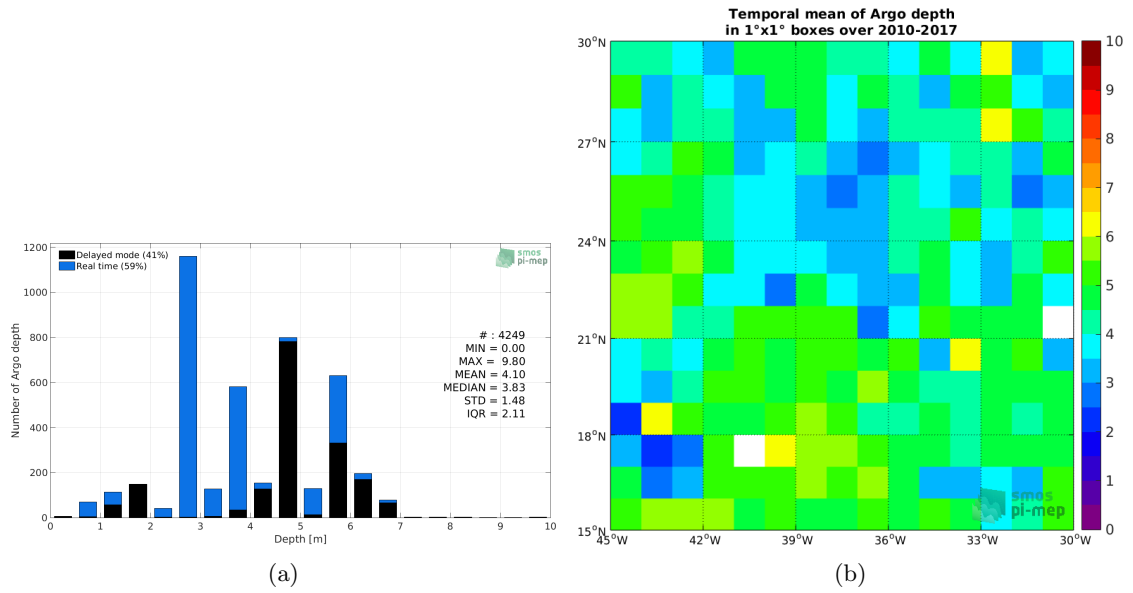 1200
1000
800
600
400
200
0
Number of Argo depth
Delayed mode (41%)
Real time (59%)
smos
pi-mep
# : 4249
MIN = 0.00
MAX = 9.80
MEAN = 4.10
MEDIAN = 3.83
STD = 1.48
IQR = 2.11
0 1 2 3 4 5 6 7 8 9 10
Depth [m]
(a)
Temporal mean of Argo depth
in 1°x1° boxes over 2010-2017
30°N
27°N
24°N
21°N
18°N
15°N
45°W 42°W 39°W 36°W 33°W 30°W
smos
pi-mep
10
9
8
7
6
5
4
3
2
1
0
(b)